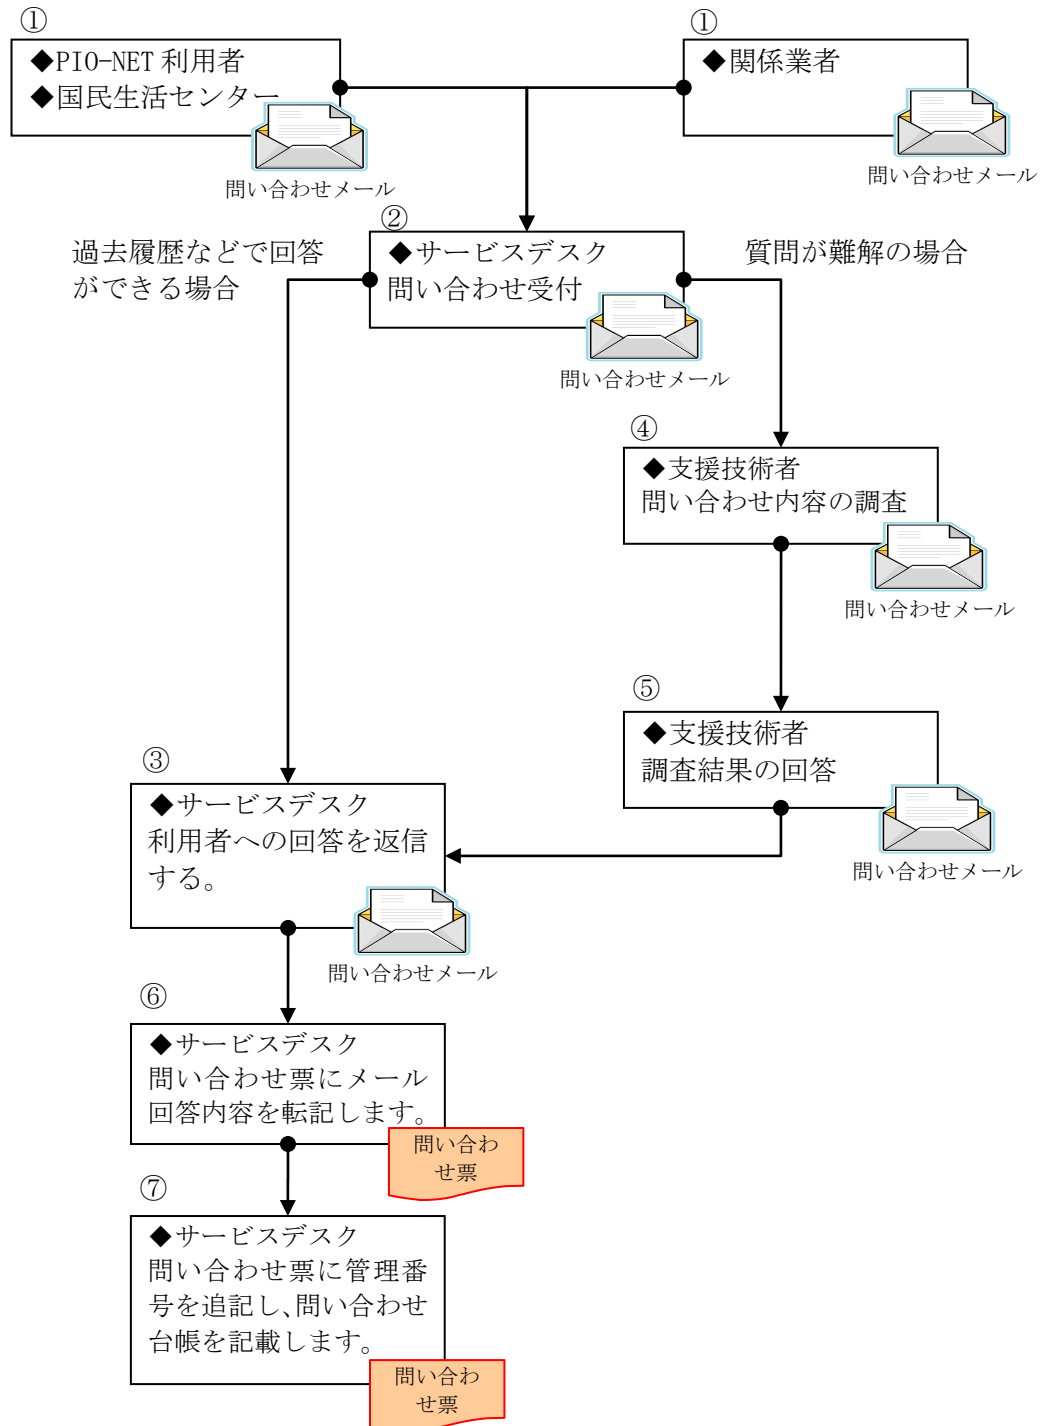 ①
◆PIO-NET 利用者
◆国民生活センター
問い合わせメール
①
◆関係業者
問い合わせメール
②
◆サービスデスク
問い合わせ受付
問い合わせメール
過去履歴などで回答
ができる場合
質問が難解の場合
④
◆支援技術者
問い合わせ内容の調査
問い合わせメール
⑤
◆支援技術者
調査結果の回答
問い合わせメール
③
◆サービスデスク
利用者への回答を返信
する。
問い合わせメール
⑥
◆サービスデスク
問い合わせ票にメール
回答内容を転記します。
問い合わ
せ票
⑦
◆サービスデスク
問い合わせ票に管理番
号を追記し、問い合わせ
台帳を記載します。
問い合わ
せ票